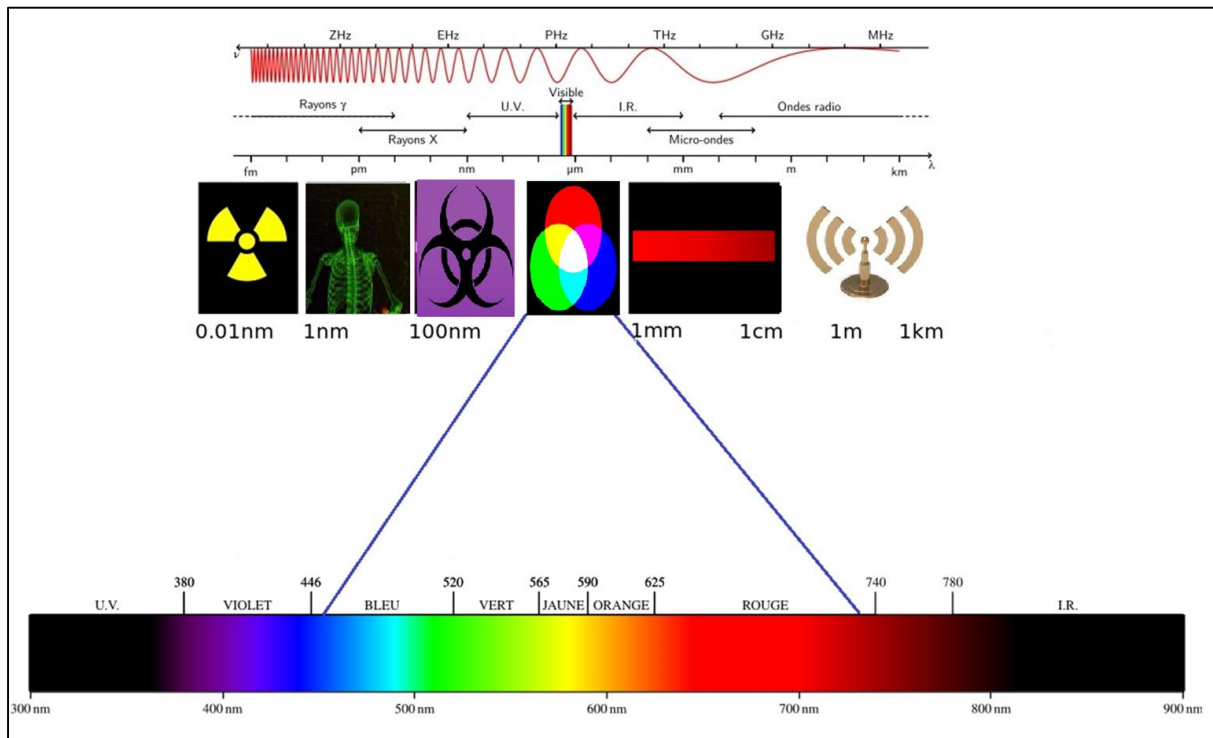 ZHz EHz PHz THz GHz MHz
ν
Visible
Rayons γ U.V. I.R. Ondes radio
Rayons X Micro-ondes
λ
fm pm nm μm mm m km
0.01nm 1nm 100nm 1mm 1cm 1m 1km
380 446 520 565 590 625 740 780
U.V. VIOLET BLEU VERT JAUNE ORANGE ROUGE I.R.
300 nm 400 nm 500 nm 600 nm 700 nm 800 nm 900 nm